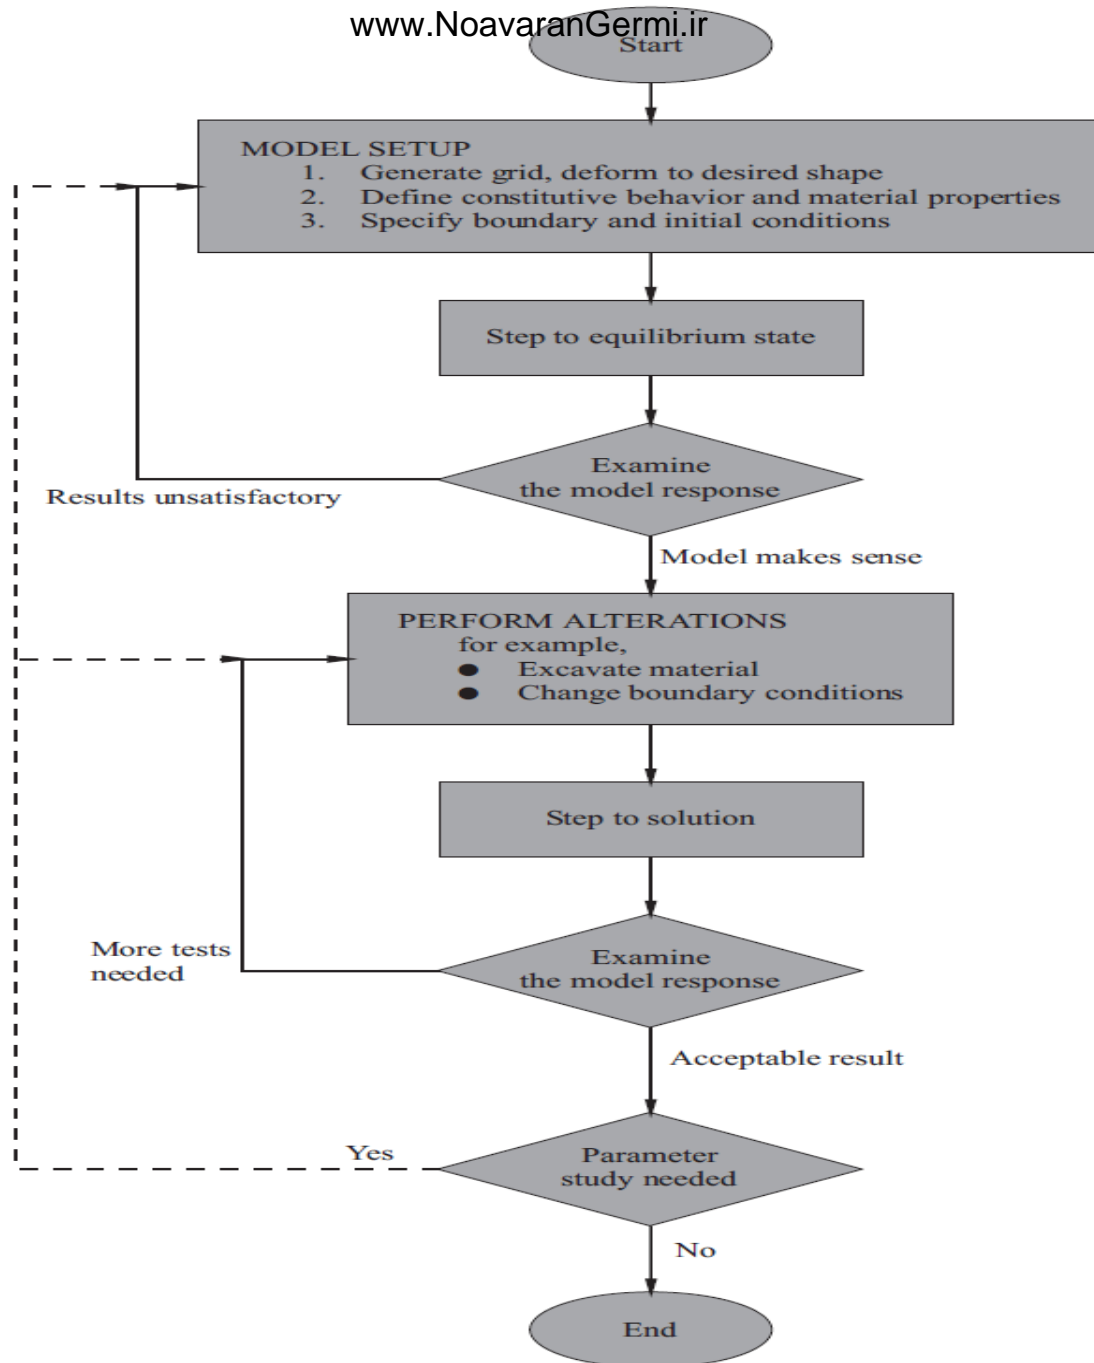 www.NoavaranGermi.ir
Start
MODEL SETUP
1. Generate grid, deform to desired shape
2. Define constitutive behavior and material properties
3. Specify boundary and initial conditions
Step to equilibrium state
Examine
the model response
Results unsatisfactory
Model makes sense
PERFORM ALTERATIONS
for example,
● Excavate material
● Change boundary conditions
Step to solution
More tests
needed
Examine
the model response
Acceptable result
Yes
Parameter
study needed
No
End